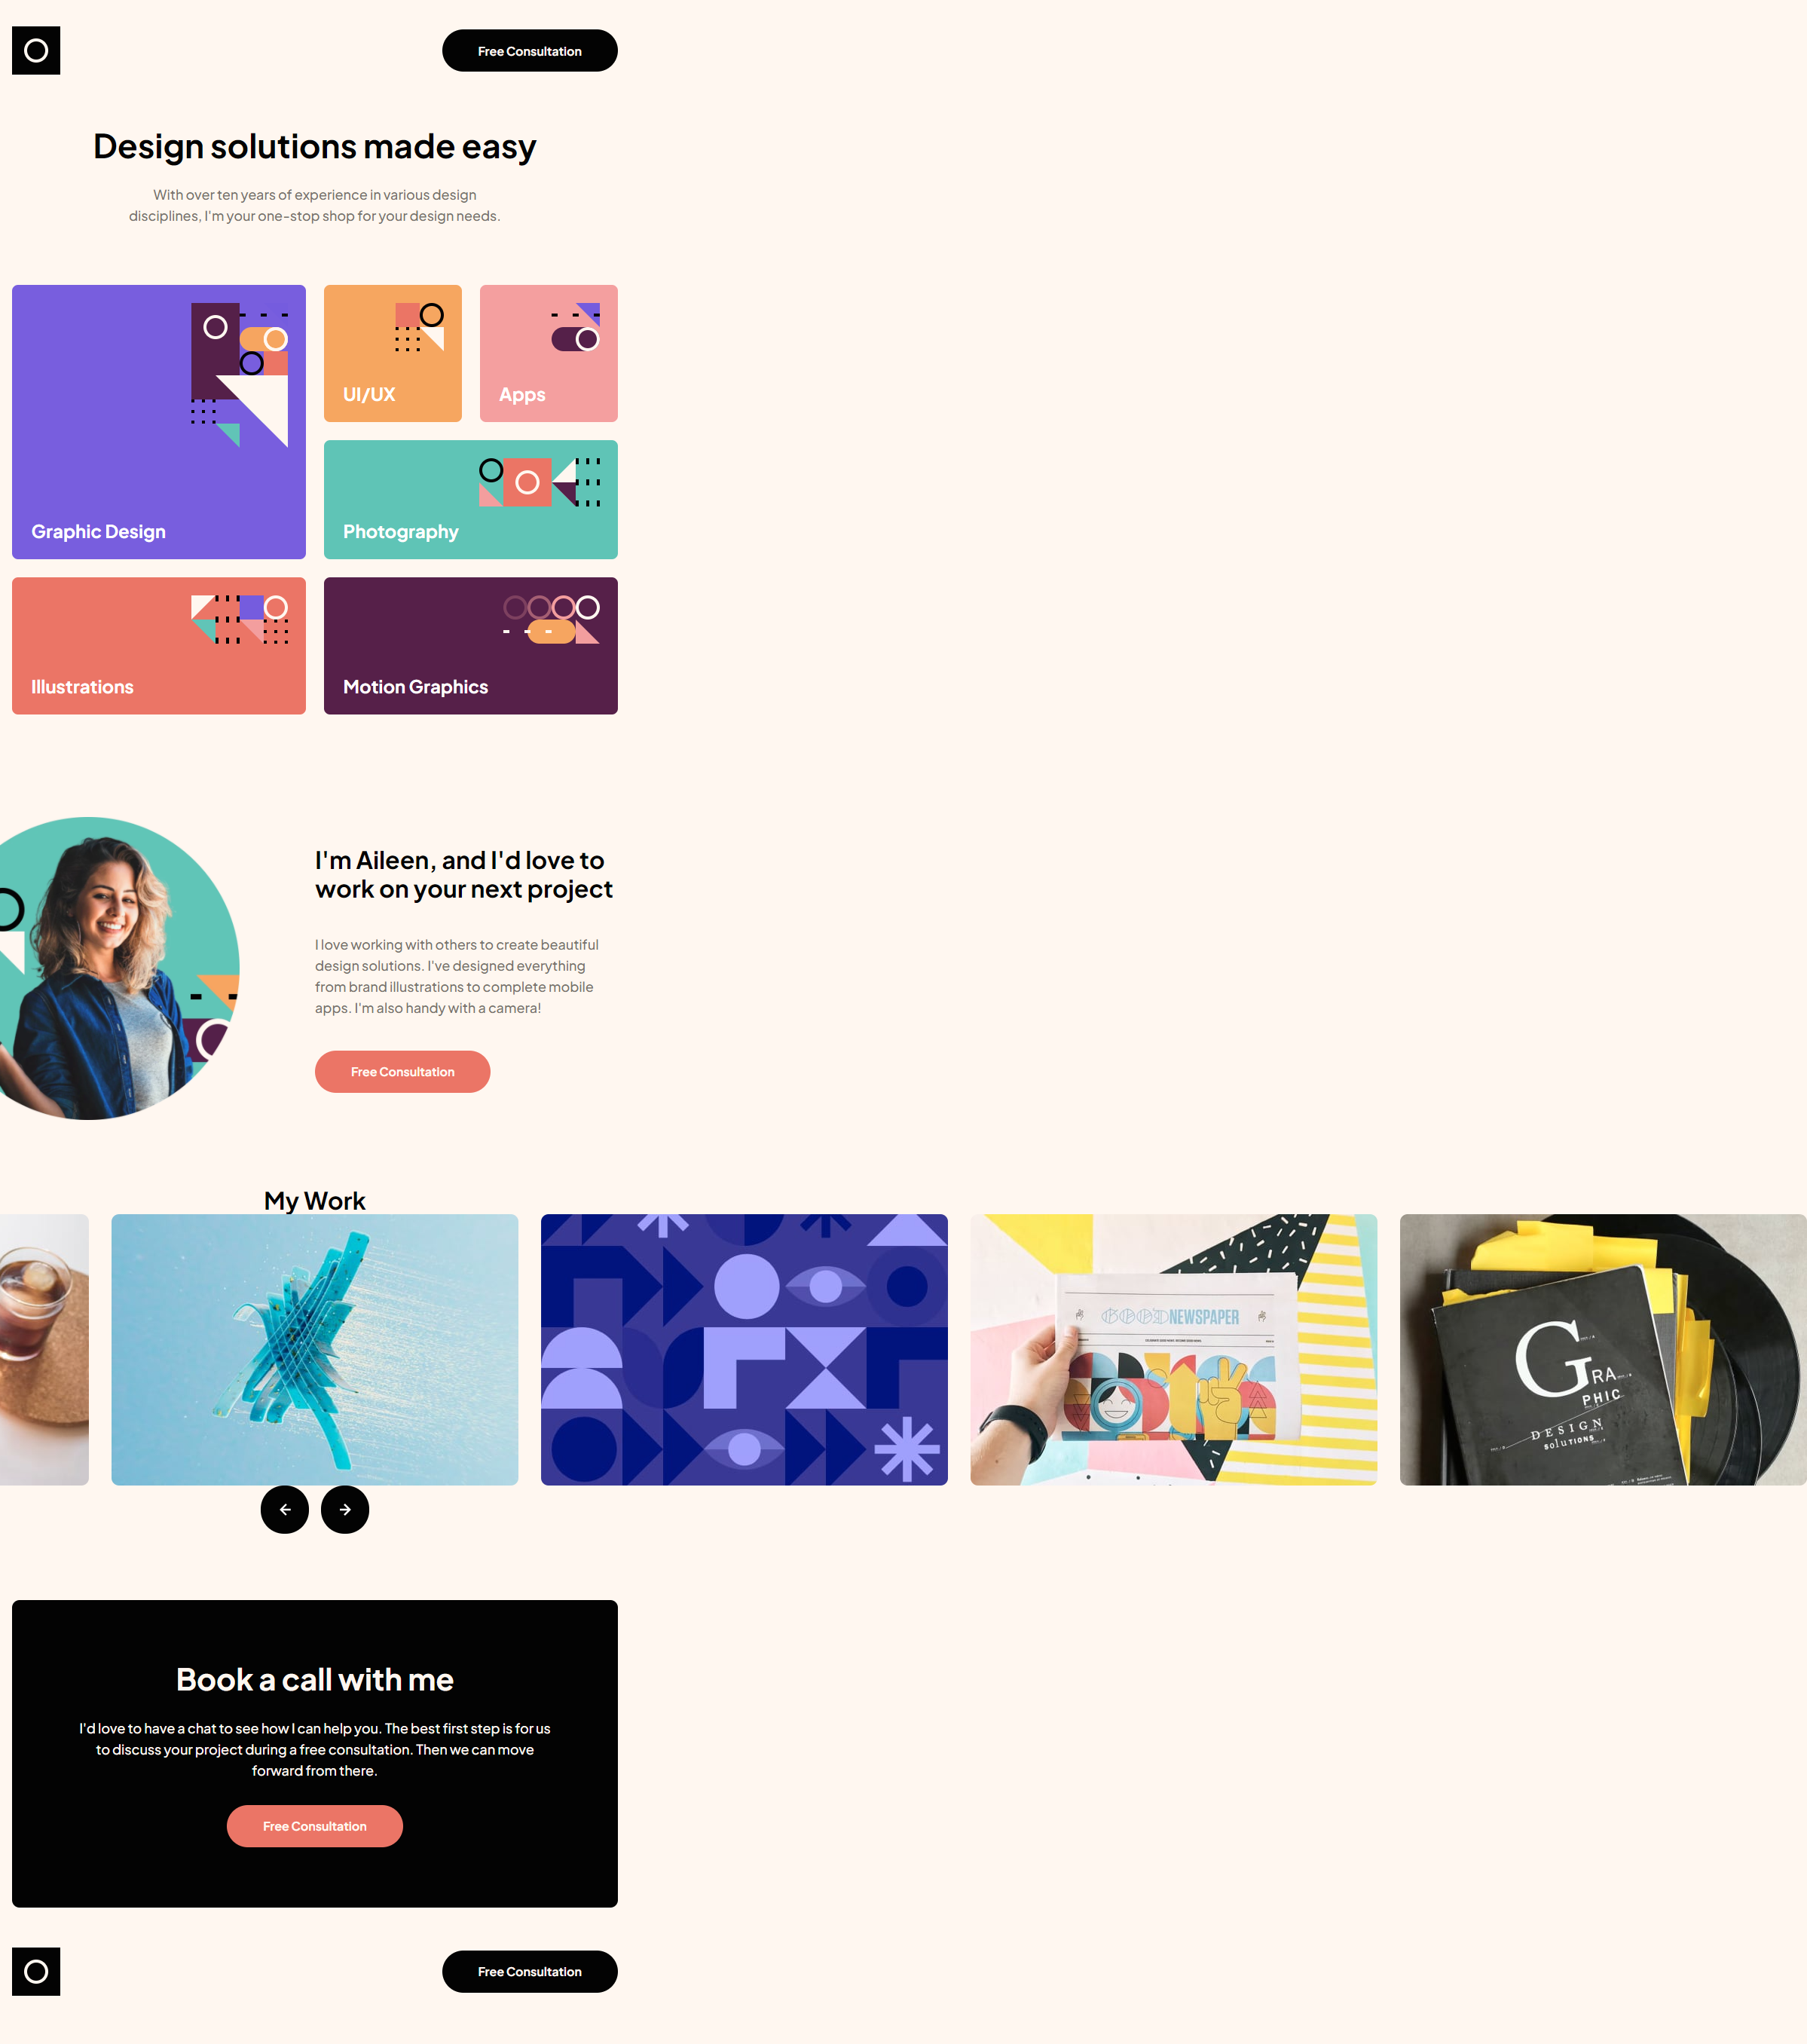 Free Consultation
Design solutions made easy
With over ten years of experience in various design
disciplines, I'm your one-stop shop for your design needs.
Graphic Design
UI/UX
Apps
Photography
Illustrations
Motion Graphics
I'm Aileen, and I'd love to
work on your next project
I love working with others to create beautiful
design solutions. I've designed everything
from brand illustrations to complete mobile
apps. I'm also handy with a camera!
Free Consultation
My Work
GOOD NEWSPAPER
GRA
PHIC
DESIGN
SOLUTIONS
Book a call with me
I'd love to have a chat to see how I can help you. The best first step is for us
to discuss your project during a free consultation. Then we can move
forward from there.
Free Consultation
Free Consultation